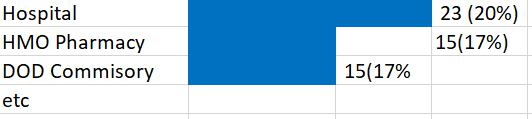 Hospital 23 (20%)
HMO Pharmacy 15(17%)
DOD Commisory 15(17%
etc